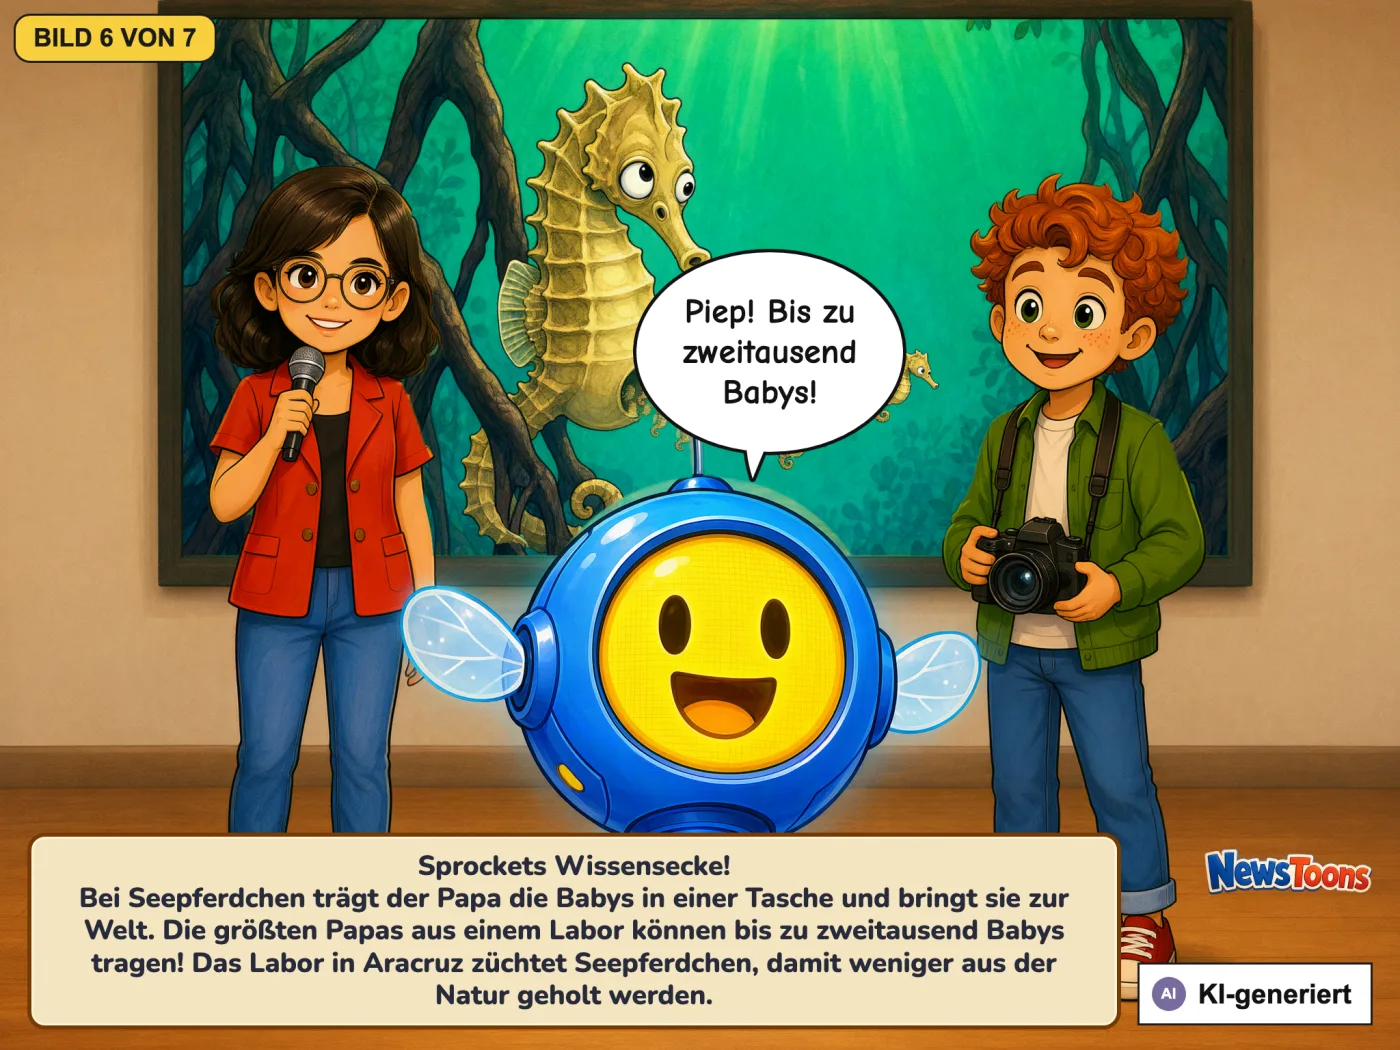 BILD 6 VON 7
Piep! Bis zu
zweitausend
Babys!
Sprockets Wissensecke!
Bei Seepferdchen trägt der Papa die Babys in einer Tasche und bringt sie zur
Welt. Die größten Papas aus einem Labor können bis zu zweitausend Babys
tragen! Das Labor in Aracruz züchtet Seepferdchen, damit weniger aus der
Natur geholt werden.
NewsToons
AI KI-generiert